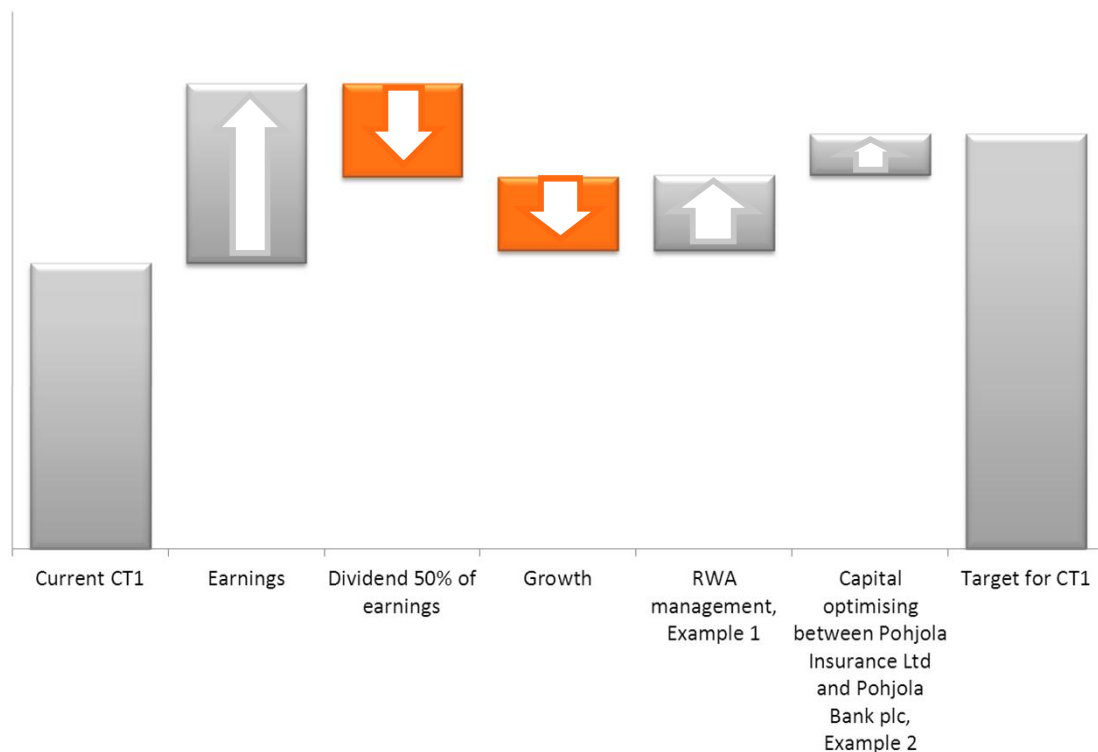 Current CT1
Earnings
Dividend 50% of
earnings
Growth
RWA
management,
Example 1
Capital
optimising
between Pohjola
Insurance Ltd
and Pohjola
Bank plc,
Example 2
Target for CT1